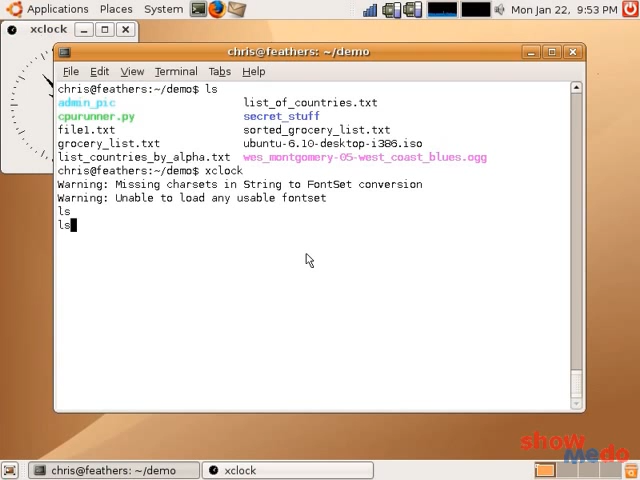 Applications Places System
Mon Jan 22, 9:53 PM
xclock
chris@feathers: ~/demo
File Edit View Terminal Tabs Help
chris@feathers:~/demo$ ls
admin_pic list_of_countries.txt
cpurunner.py secret_stuff
file1.txt sorted_grocery_list.txt
grocery_list.txt ubuntu-6.10-desktop-i386.iso
list_countries_by_alpha.txt wes_montgomery-05-west_coast_blues.ogg
chris@feathers:~/demo$ xclock
Warning: Missing charsets in String to FontSet conversion
Warning: Unable to load any usable fontset
ls
ls
showmedo
chris@feathers: ~/demo
xclock